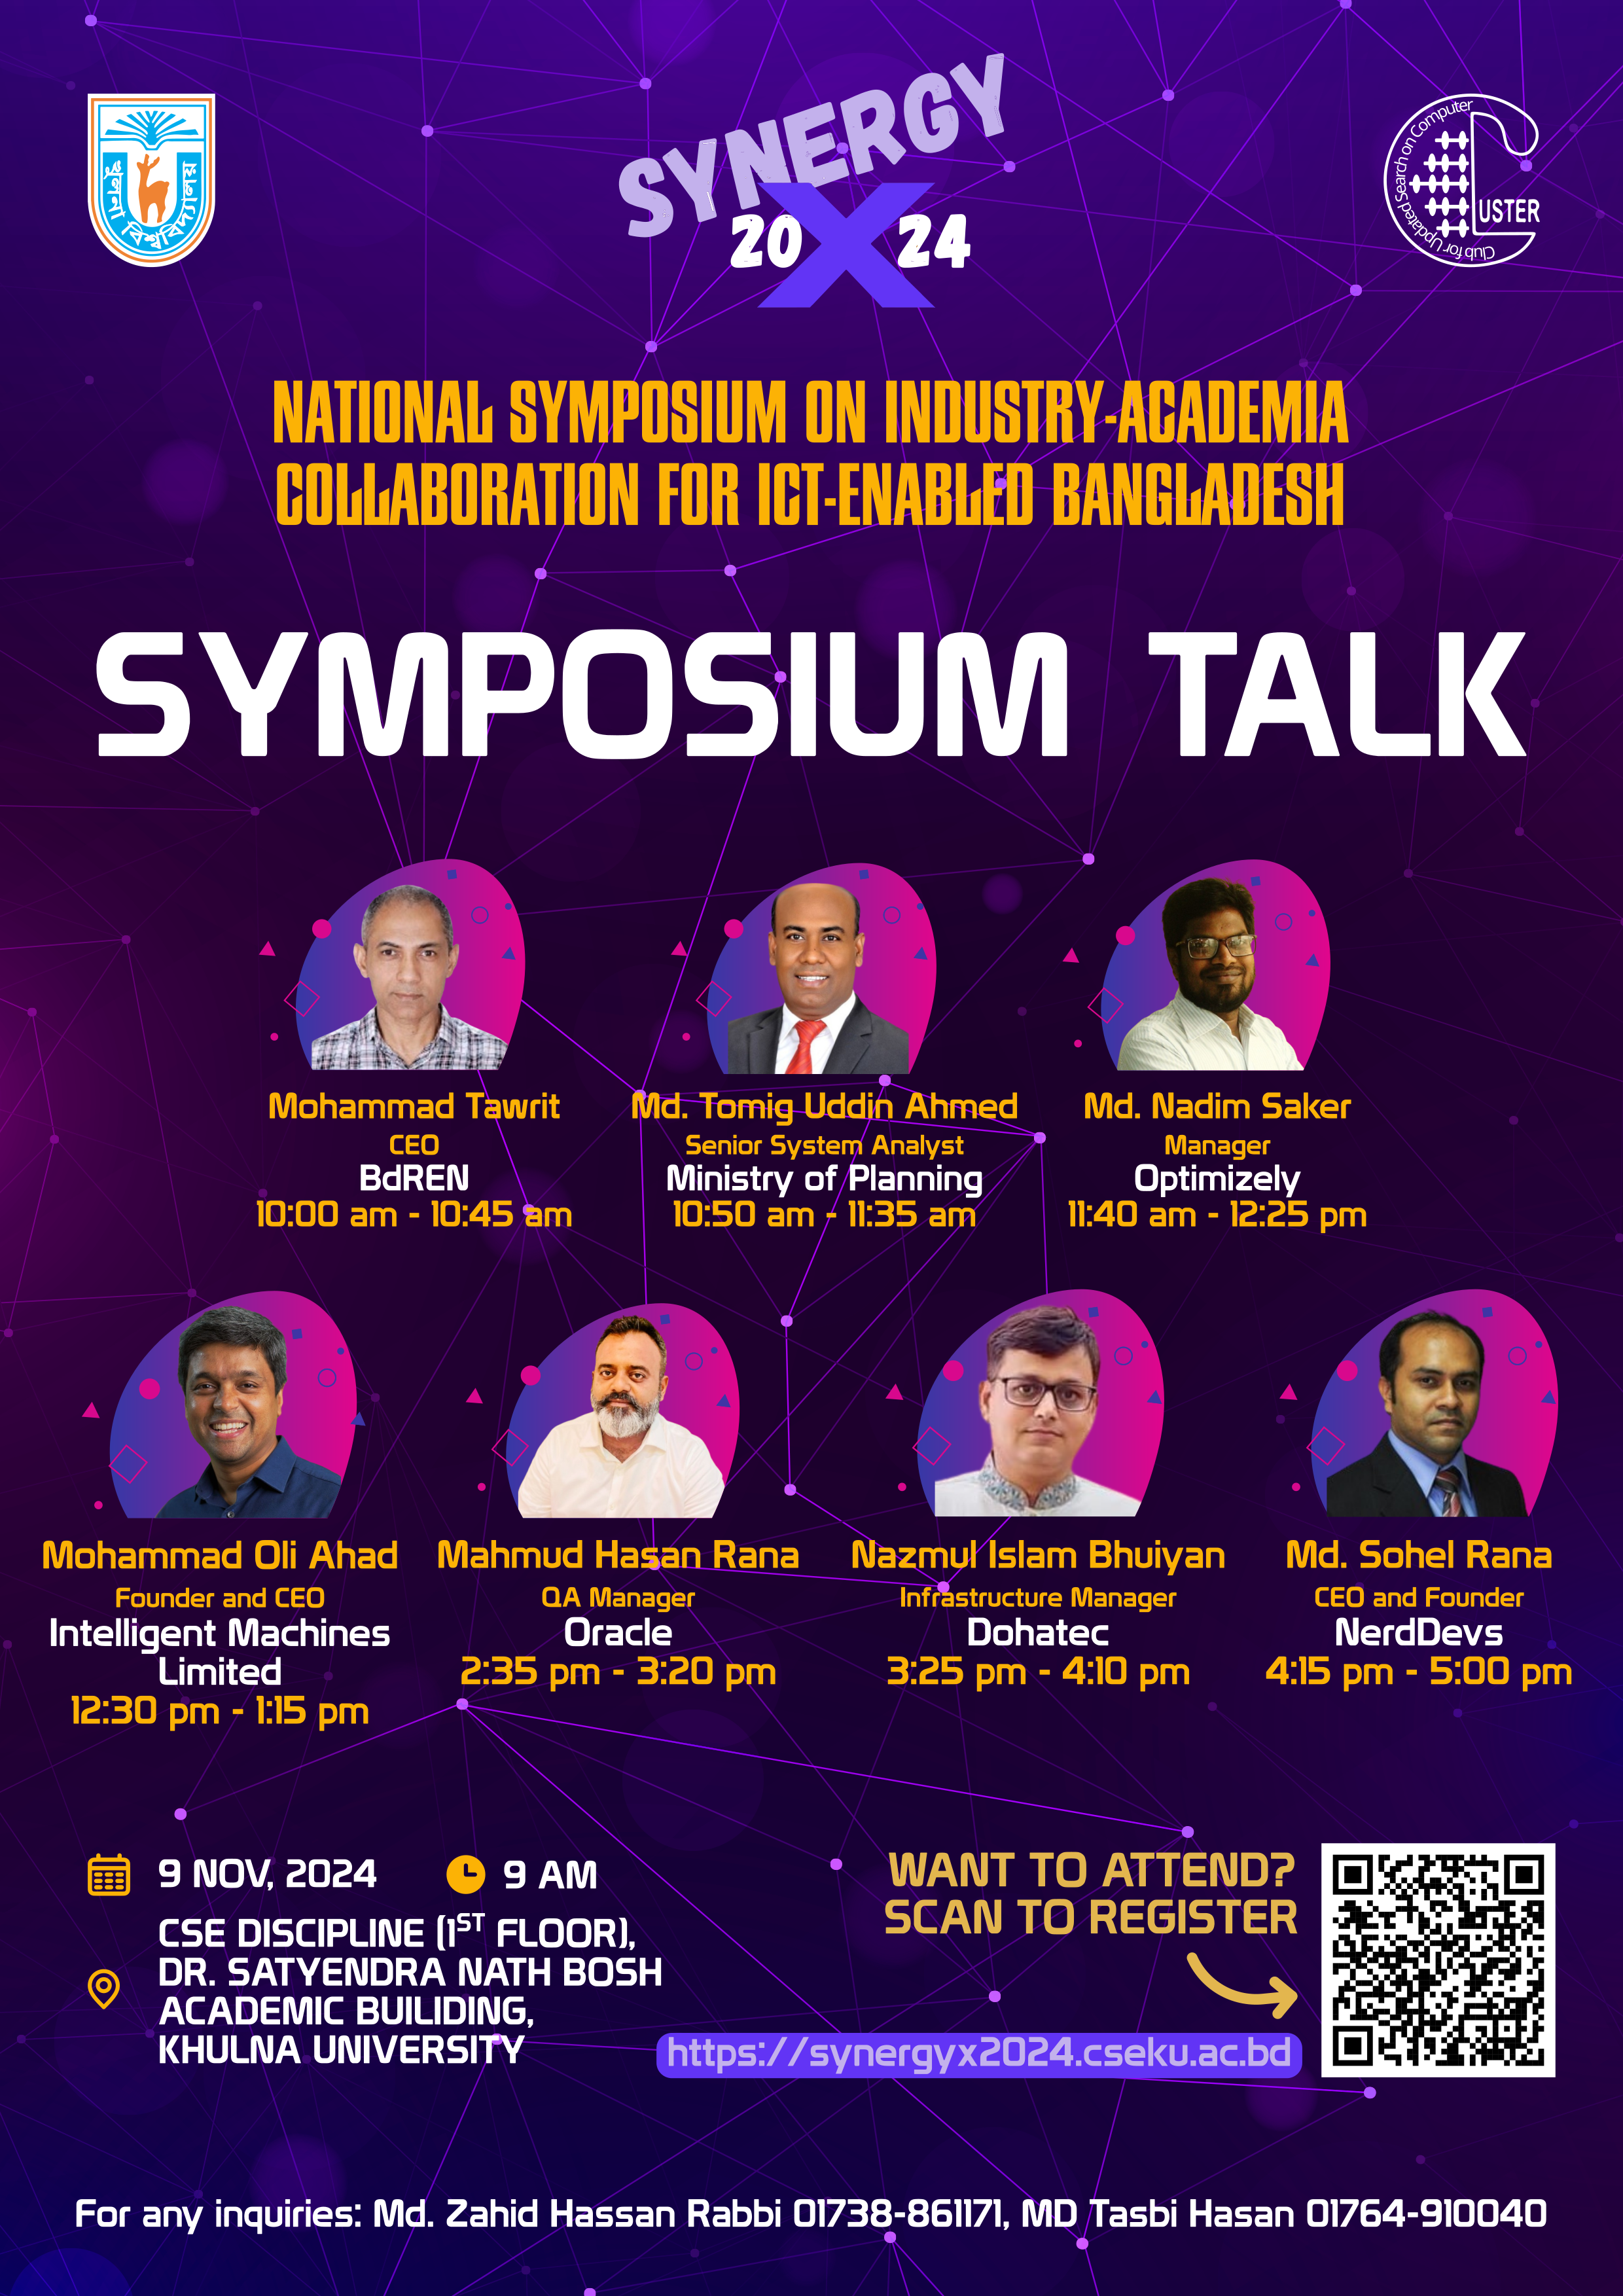 খুলনা বিশ্ববিদ্যালয়
SYNERGY
20 X 24
Club for Updated Search on Computer
CLUSTER
NATIONAL SYMPOSIUM ON INDUSTRY-ACADEMIA
COLLABORATION FOR ICT-ENABLED BANGLADESH
SYMPOSIUM TALK
Mohammad Tawrit
CEO
BdREN
10:00 am - 10:45 am
Md. Tomig Uddin Ahmed
Senior System Analyst
Ministry of Planning
10:50 am - 11:35 am
Md. Nadim Saker
Manager
Optimizely
11:40 am - 12:25 pm
Mohammad Oli Ahad
Founder and CEO
Intelligent Machines
Limited
12:30 pm - 1:15 pm
Mahmud Hasan Rana
QA Manager
Oracle
2:35 pm - 3:20 pm
Nazmul Islam Bhuiyan
Infrastructure Manager
Dohatec
3:25 pm - 4:10 pm
Md. Sohel Rana
CEO and Founder
NerdDevs
4:15 pm - 5:00 pm
9 NOV, 2024
9 AM
CSE DISCIPLINE (1ST FLOOR),
DR. SATYENDRA NATH BOSH
ACADEMIC BUILIDING,
KHULNA UNIVERSITY
WANT TO ATTEND?
SCAN TO REGISTER
https://synergyx2024.cseku.ac.bd
For any inquiries: Md. Zahid Hassan Rabbi 01738-861171, MD Tasbi Hasan 01764-910040